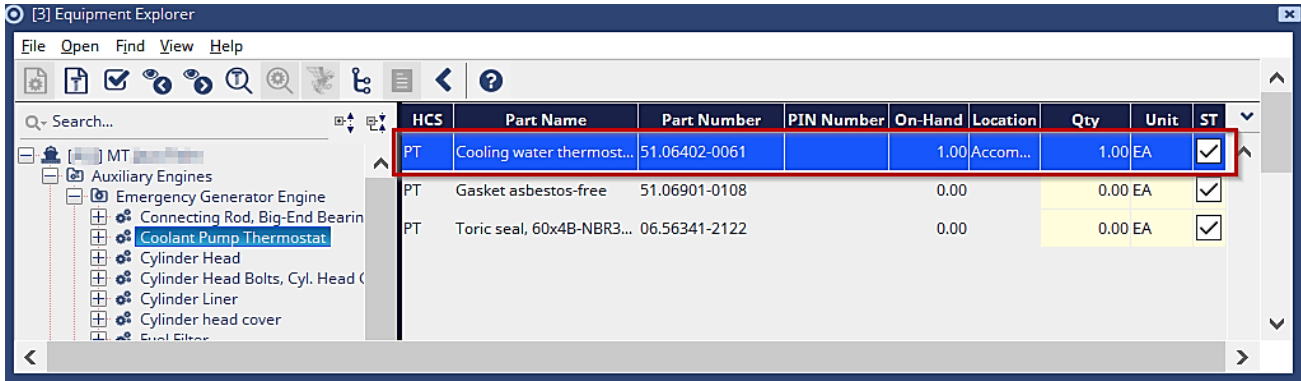 [3] Equipment Explorer
File Open Find View Help
Search...
HCS Part Name Part Number PIN Number On-Hand Location Qty Unit ST
PT Cooling water thermost... 51.06402-0061 1.00 Accom... 1.00 EA
PT Gasket asbestos-free 51.06901-0108 0.00 0.00 EA
PT Toric seal, 60x4B-NBR3... 06.56341-2122 0.00 0.00 EA
MT
Auxiliary Engines
Emergency Generator Engine
Connecting Rod, Big-End Bearin
Coolant Pump Thermostat
Cylinder Head
Cylinder Head Bolts, Cyl. Head
Cylinder Liner
Cylinder head cover
Fuel Filter